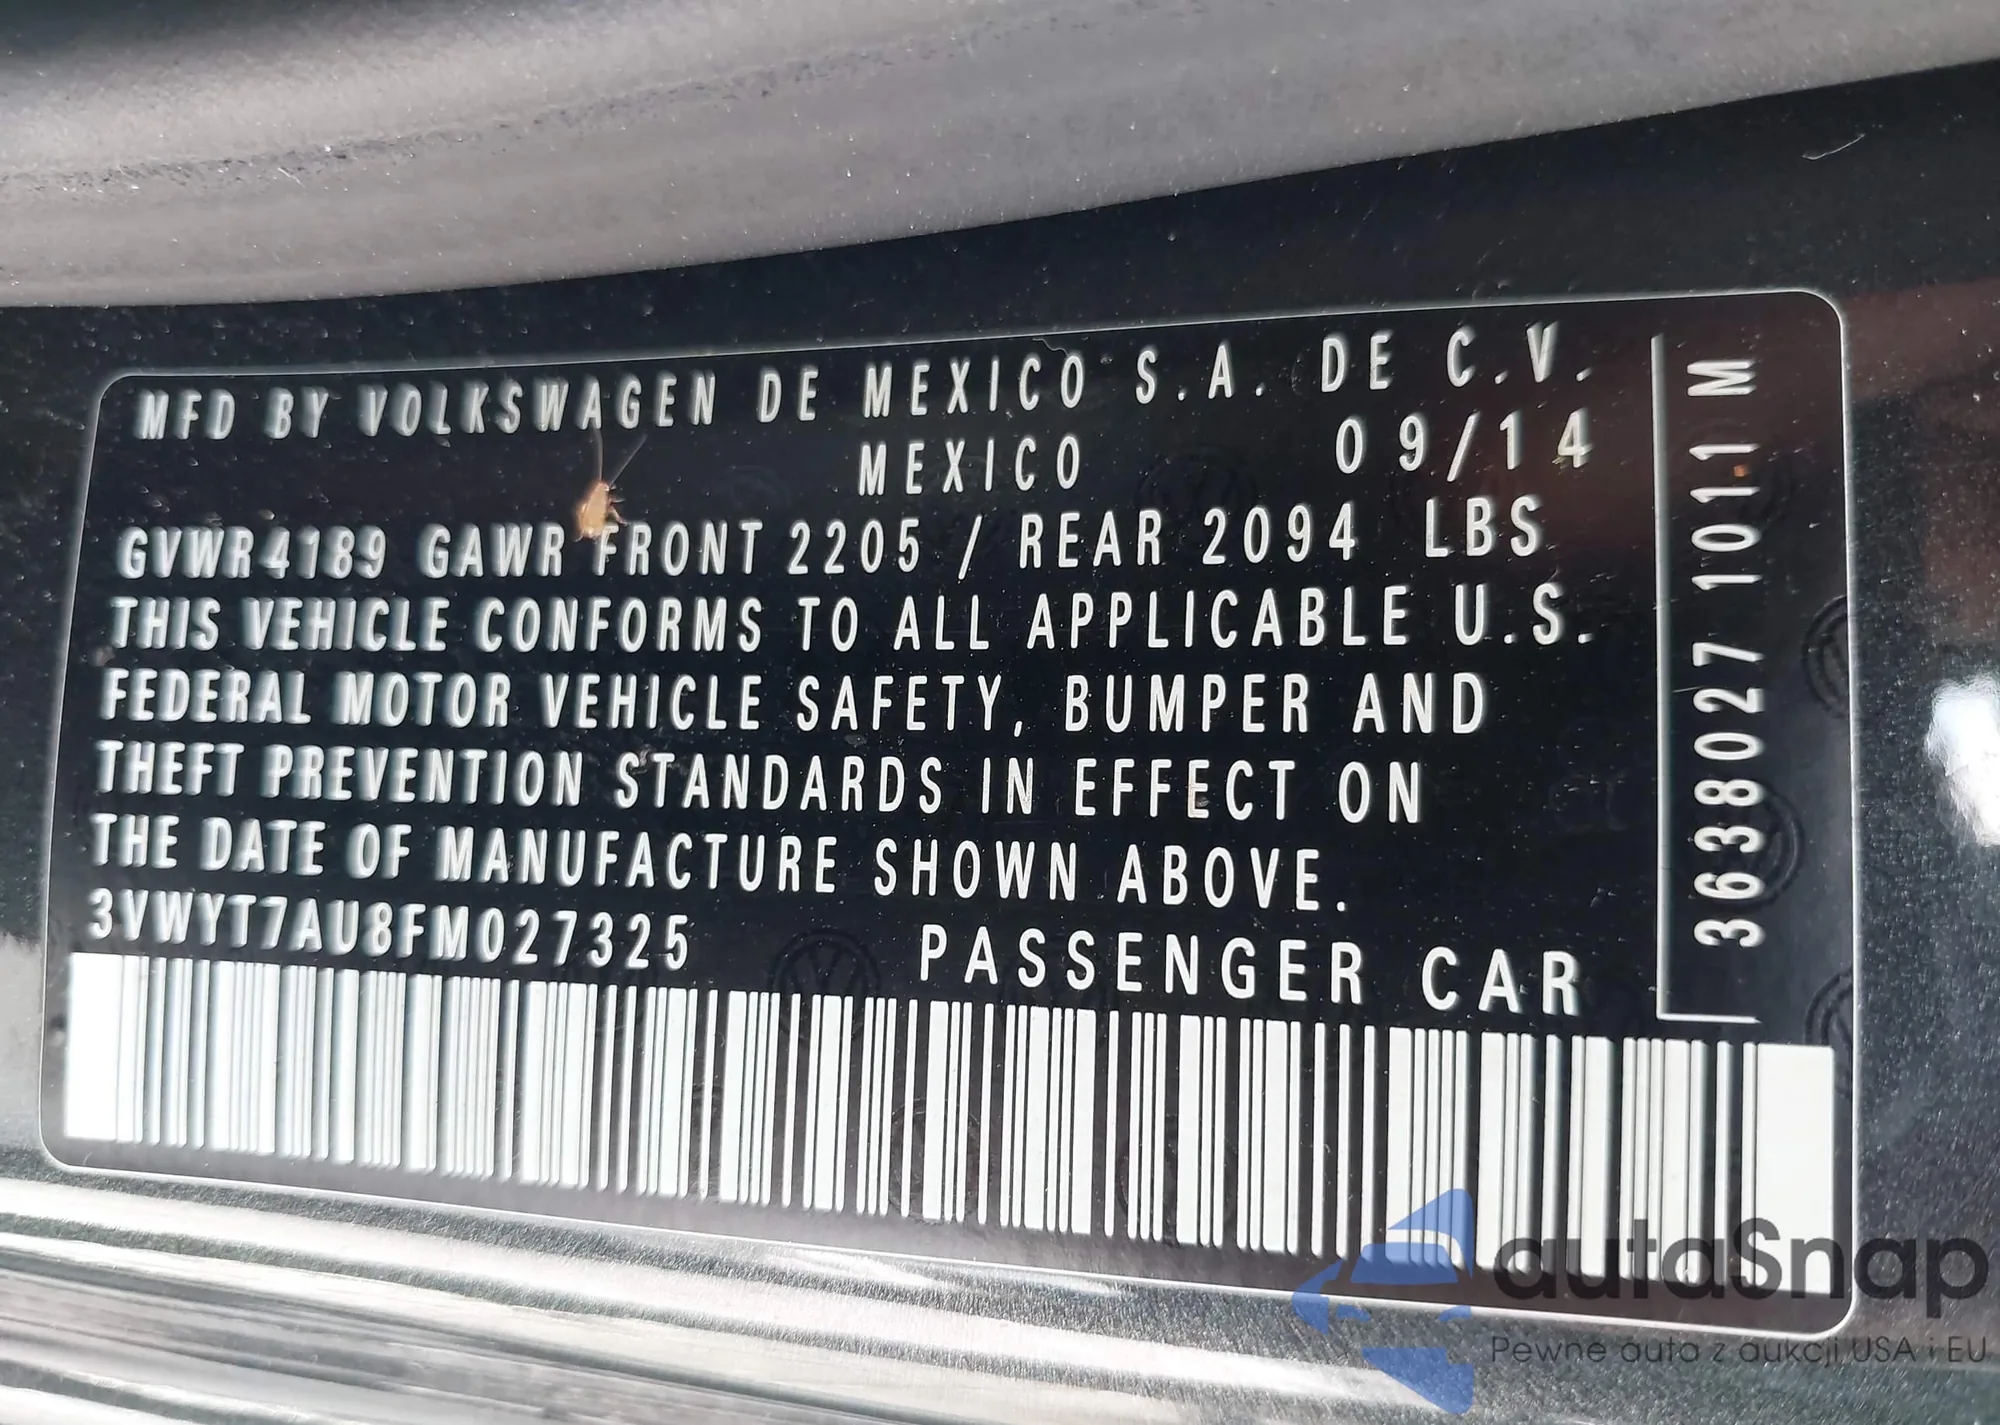 MFD BY VOLKSWAGEN DE MEXICO S.A. DE C.V.
MEXICO 09/14
GVWR4189 GAWR FRONT 2205 / REAR 2094 LBS
THIS VEHICLE CONFORMS TO ALL APPLICABLE U.S.
FEDERAL MOTOR VEHICLE SAFETY, BUMPER AND
THEFT PREVENTION STANDARDS IN EFFECT ON
THE DATE OF MANUFACTURE SHOWN ABOVE.
3VWYT7AU8FM027325 PASSENGER CAR
3638027 1011 M
autaSnap
Pewne auta z aukcji USA i EU